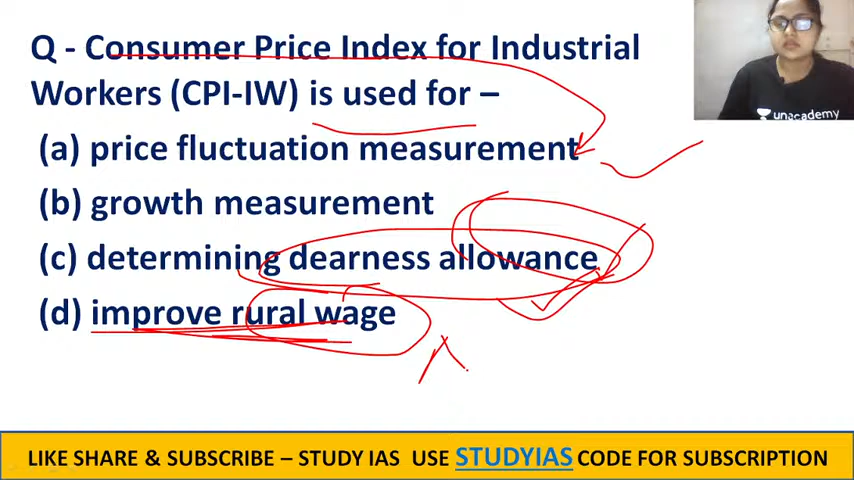 Q - Consumer Price Index for Industrial
Workers (CPI-IW) is used for –
(a) price fluctuation measurement
(b) growth measurement
(c) determining dearness allowance
(d) improve rural wage
unacademy
LIKE SHARE & SUBSCRIBE – STUDY IAS USE STUDYIAS CODE FOR SUBSCRIPTION